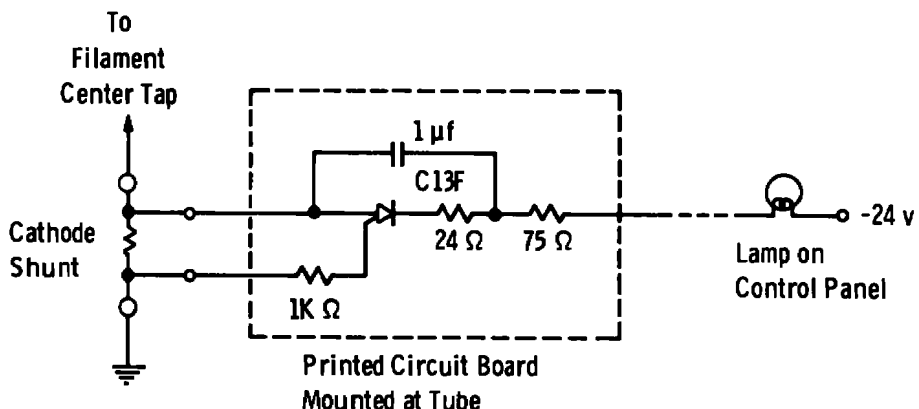 To
Filament
Center Tap
1 µf
C13F
24 Ω
75 Ω
-24 v
Cathode
Shunt
1K Ω
Lamp on
Control Panel
Printed Circuit Board
Mounted at Tube